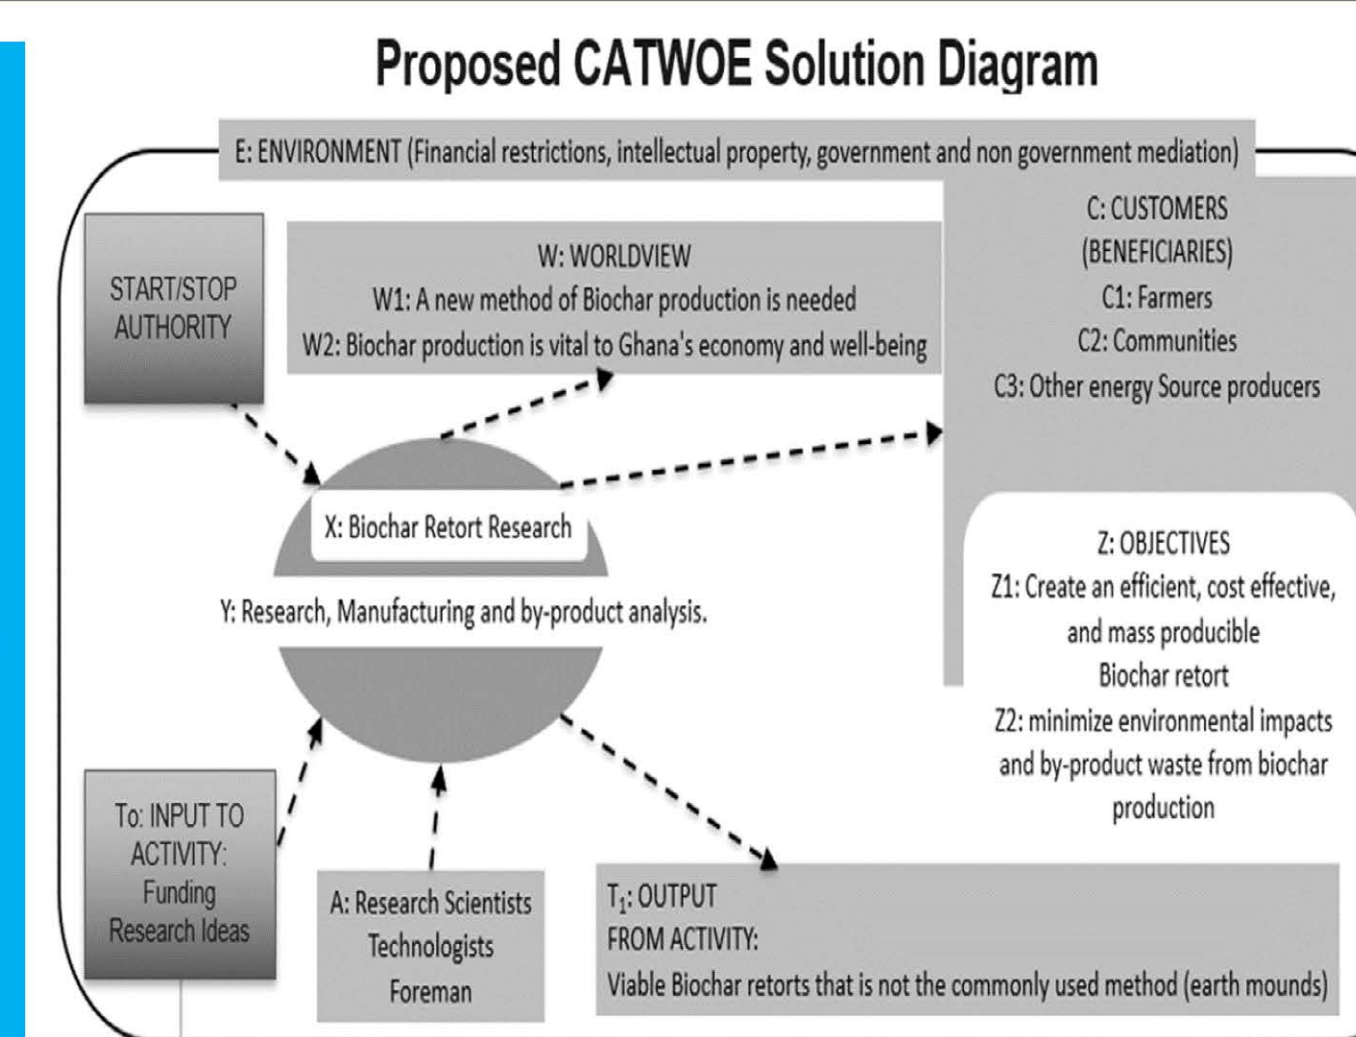 Proposed CATWOE Solution Diagram
E: ENVIRONMENT (Financial restrictions, intellectual property, government and non government mediation)
START/STOP
AUTHORITY
W: WORLDVIEW
W1: A new method of Biochar production is needed
W2: Biochar production is vital to Ghana's economy and well-being
C: CUSTOMERS
(BENEFICIARIES)
C1: Farmers
C2: Communities
C3: Other energy Source producers
X: Biochar Retort Research
Y: Research, Manufacturing and by-product analysis.
Z: OBJECTIVES
Z1: Create an efficient, cost effective,
and mass producible
Biochar retort
Z2: minimize environmental impacts
and by-product waste from biochar
production
To: INPUT TO
ACTIVITY:
Funding
Research Ideas
A: Research Scientists
Technologists
Foreman
T₁: OUTPUT
FROM ACTIVITY:
Viable Biochar retorts that is not the commonly used method (earth mounds)